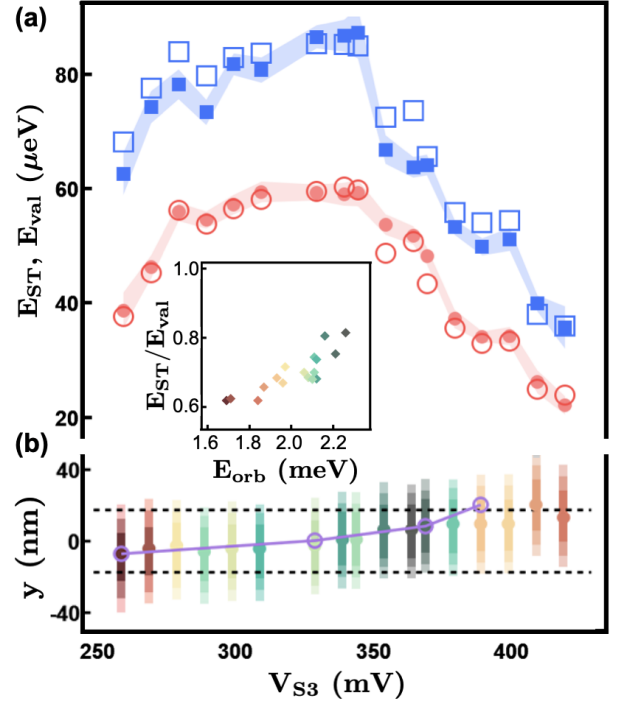 (a)
80
60
40
20
E_ST, E_val (μeV)
1.0
0.8
0.6
E_ST/E_val
1.6 1.8 2.0 2.2
E_orb (meV)
(b)
40
0
-40
y (nm)
250 300 350 400
V_S3 (mV)